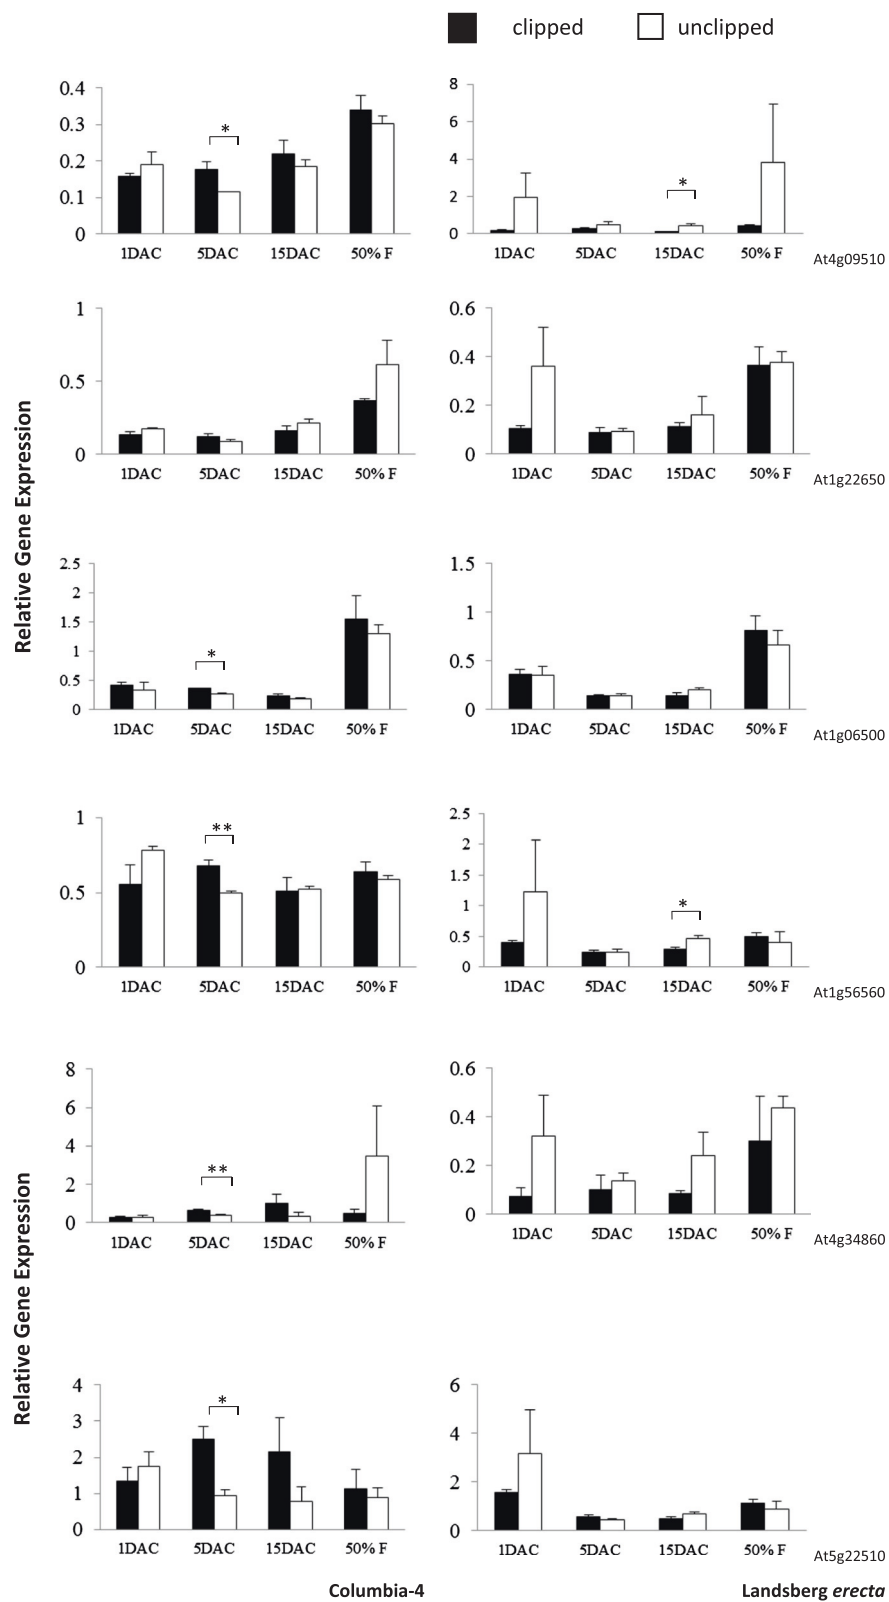 clipped unclipped
Relative Gene Expression
0.4
0.3
0.2
0.1
0
*
1DAC 5DAC 15DAC 50% F
8
6
4
2
0
*
1DAC 5DAC 15DAC 50% F
At4g09510
1
0.5
0
1DAC 5DAC 15DAC 50% F
0.6
0.4
0.2
0
1DAC 5DAC 15DAC 50% F
At1g22650
2.5
2
1.5
1
0.5
0
*
1DAC 5DAC 15DAC 50% F
1.5
1
0.5
0
1DAC 5DAC 15DAC 50% F
At1g06500
1
0.5
0
**
1DAC 5DAC 15DAC 50% F
2.5
2
1.5
1
0.5
0
*
1DAC 5DAC 15DAC 50% F
At1g56560
Relative Gene Expression
8
6
4
2
0
**
1DAC 5DAC 15DAC 50% F
0.6
0.4
0.2
0
1DAC 5DAC 15DAC 50% F
At4g34860
4
3
2
1
0
*
1DAC 5DAC 15DAC 50% F
6
4
2
0
1DAC 5DAC 15DAC 50% F
At5g22510
Columbia-4 Landsberg erecta